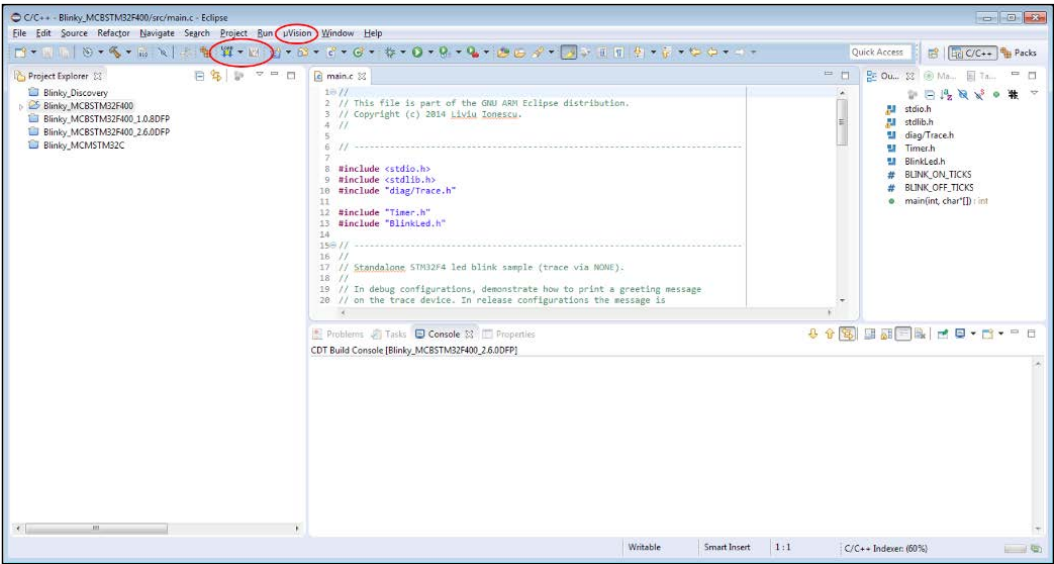 C/C++ - Blinky_MCBSTM32F400/src/main.c - Eclipse
File Edit Source Refactor Navigate Search Project Run µVision Window Help
Quick Access
C/C++
Packs
Project Explorer
Blinky_Discovery
Blinky_MCBSTM32F400
Blinky_MCBSTM32F400_1.0.8DFP
Blinky_MCBSTM32F400_2.6.0DFP
Blinky_MCMSTM32C
main.c
1 //
2 // This file is part of the GNU ARM Eclipse distribution.
3 // Copyright (c) 2014 Liviu Ionescu.
4 //
5
6 // ----------------------------------------------------------------------------
7
8 #include <stdio.h>
9 #include <stdlib.h>
10 #include "diag/Trace.h"
11
12 #include "Timer.h"
13 #include "BlinkLed.h"
14
15 // ----------------------------------------------------------------------------
16 //
17 // Standalone STM32F4 led blink sample (trace via NONE).
18 //
19 // In debug configurations, demonstrate how to print a greeting message
20 // on the trace device. In release configurations the message is
Ou... Ma... Ta...
stdio.h
stdlib.h
diag/Trace.h
Timer.h
BlinkLed.h
# BLINK_ON_TICKS
# BLINK_OFF_TICKS
main(int, char*[]) : int
Problems Tasks Console Properties
CDT Build Console [Blinky_MCBSTM32F400_2.6.0DFP]
Writable Smart Insert 1 : 1 C/C++ Indexer: (60%)